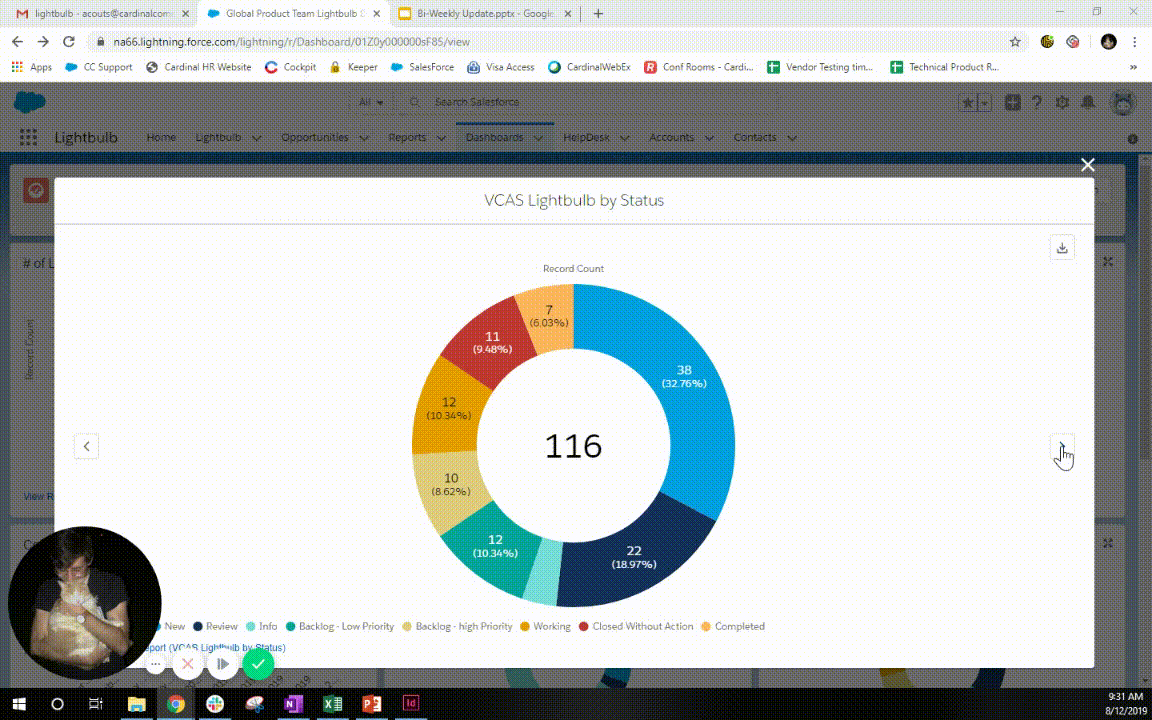 lightbulb - acouts@cardinalcom
Global Product Team Lightbulb
Bi-Weekly Update.pptx - Google
na66.lightning.force.com/lightning/r/Dashboard/01Z0y000000sF85/view
Apps CC Support Cardinal HR Website Cockpit Keeper SalesForce Visa Access CardinalWebEx Conf Rooms - Cardi... Vendor Testing tim... Technical Product R... »
All Search Salesforce
Lightbulb Home Lightbulb Opportunities Reports Dashboards HelpDesk Accounts Contacts
VCAS Lightbulb by Status
# of L
Record Count
Record Count
7
(6.03%)
11
(9.48%)
38
(32.76%)
12
(10.34%)
116
10
(8.62%)
View R
12
(10.34%)
22
(18.97%)
New Review Info Backlog - Low Priority Backlog - high Priority Working Closed Without Action Completed
eport (VCAS Lightbulb by Status)
9:31 AM
8/12/2019